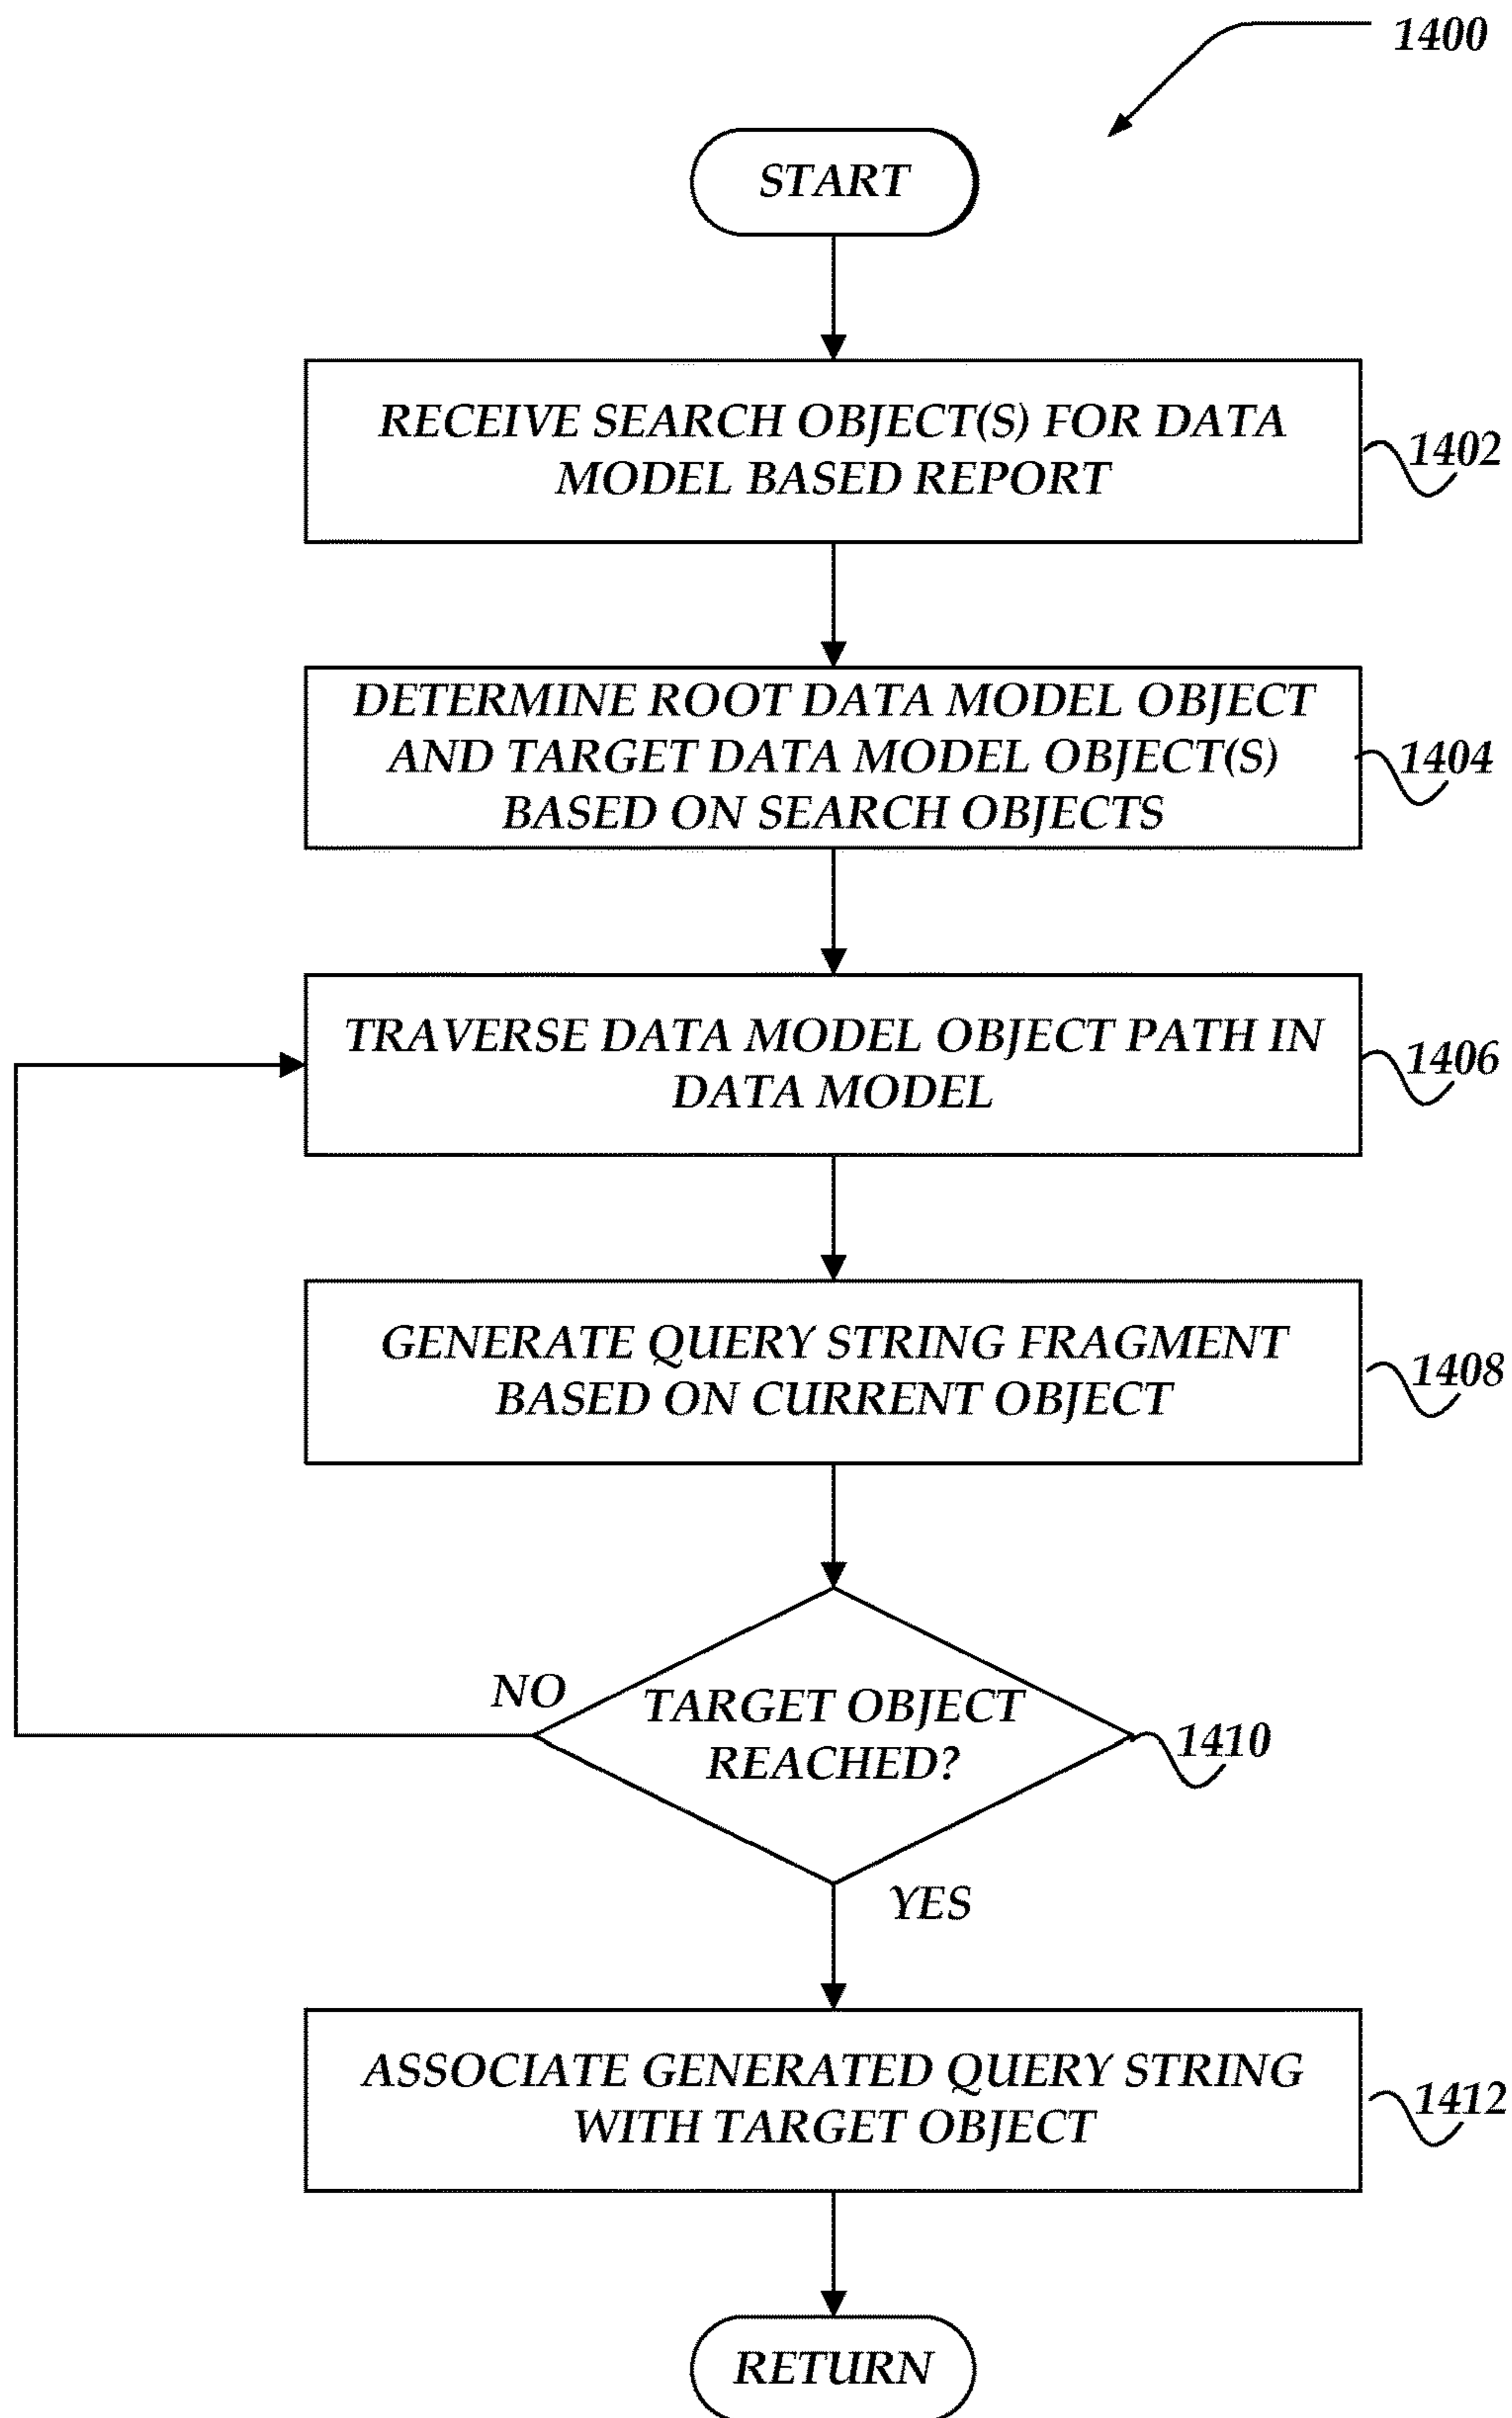 1400
START
RECEIVE SEARCH OBJECT(S) FOR DATA
MODEL BASED REPORT
1402
DETERMINE ROOT DATA MODEL OBJECT
AND TARGET DATA MODEL OBJECT(S)
BASED ON SEARCH OBJECTS
1404
TRAVERSE DATA MODEL OBJECT PATH IN
DATA MODEL
1406
GENERATE QUERY STRING FRAGMENT
BASED ON CURRENT OBJECT
1408
NO
TARGET OBJECT
REACHED?
1410
YES
ASSOCIATE GENERATED QUERY STRING
WITH TARGET OBJECT
1412
RETURN